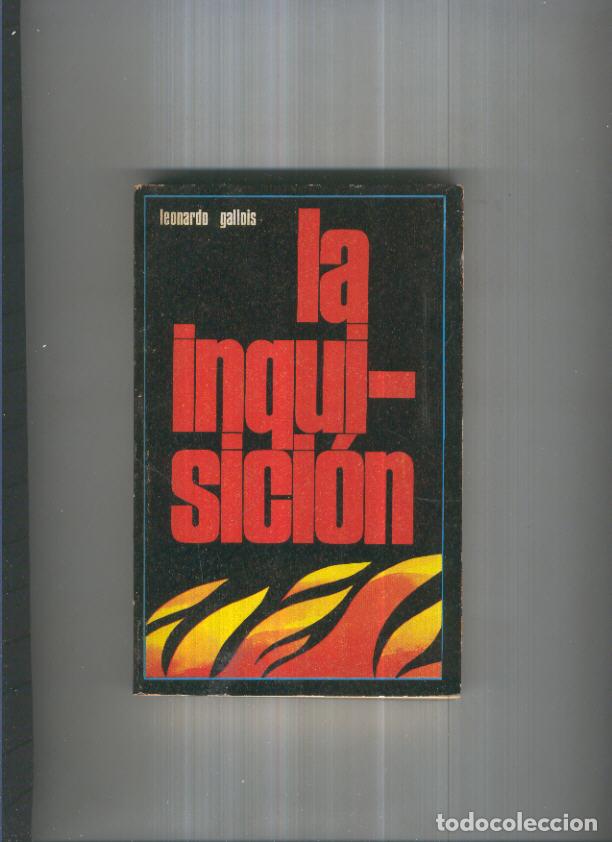 leonardo gallois
la
inqui-
sición
todocoleccion